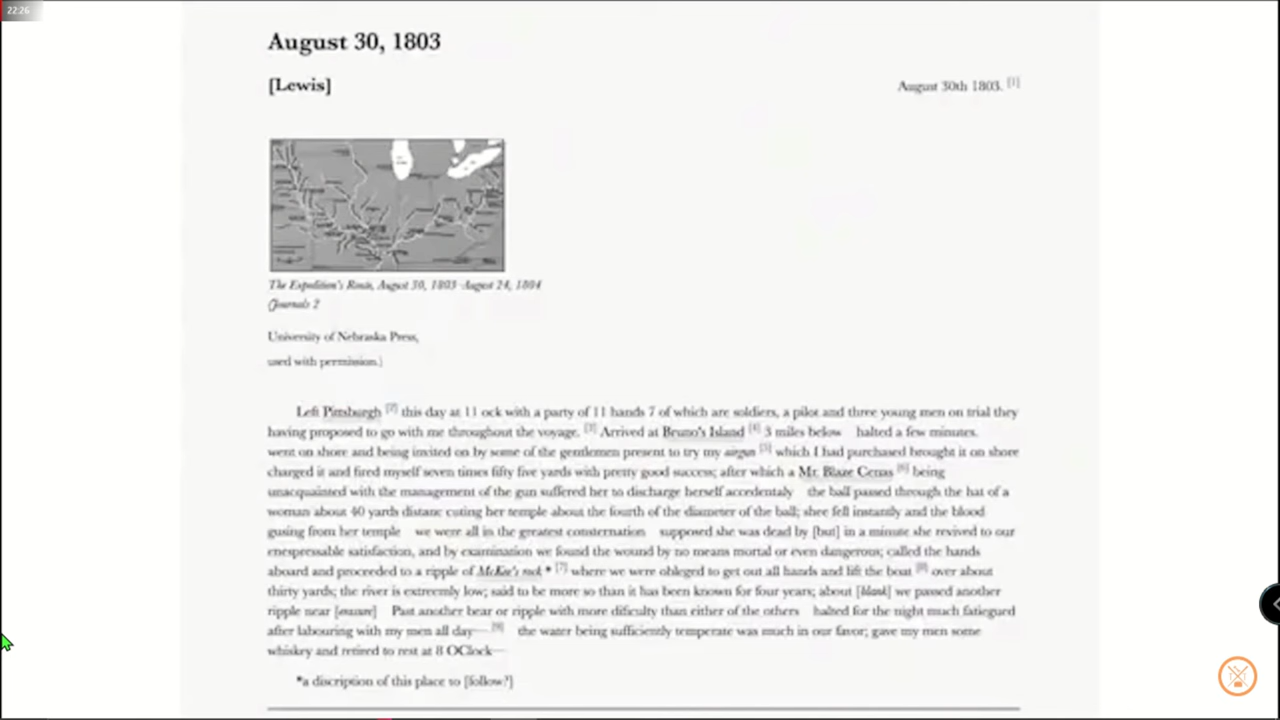 22:26
August 30, 1803
[Lewis]
August 30th 1803. [1]
The Expedition's Route, August 30, 1803–August 24, 1804
(Journals 2
University of Nebraska Press,
used with permission.)
Left Pittsburgh [2] this day at 11 ock with a party of 11 hands 7 of which are soldiers, a pilot and three young men on trial they
having proposed to go with me throughout the voyage. [3] Arrived at Bruno's Island [4] 3 miles below halted a few minutes.
went on shore and being invited on by some of the gentlemen present to try my airgun [5] which I had purchased brought it on shore
charged it and fired myself seven times fifty five yards with pretty good success; after which a Mr. Blaze Cenas [6] being
unacquainted with the management of the gun suffered her to discharge herself accedentaly the ball passed through the hat of a
woman about 40 yards distanc cuting her temple about the fourth of the diameter of the ball; shee fell instantly and the blood
gusing from her temple we were all in the greatest consternation supposed she was dead by [but] in a minute she revived to our
enespressable satisfaction, and by examination we found the wound by no means mortal or even dangerous; called the hands
aboard and proceeded to a ripple of McKee's rock * [7] where we were obleged to get out all hands and lift the boat [8] over about
thirty yards; the river is extreemly low; said to be more so than it has been known for four years; about [blank] we passed another
ripple near [erasure] Past another bear or ripple with more dificulty than either of the others halted for the night much fatiegued
after labouring with my men all day— [9] the water being sufficiently temperate was much in our favor; gave my men some
whiskey and retired to rest at 8 OClock—
*a discription of this place to [follow?]